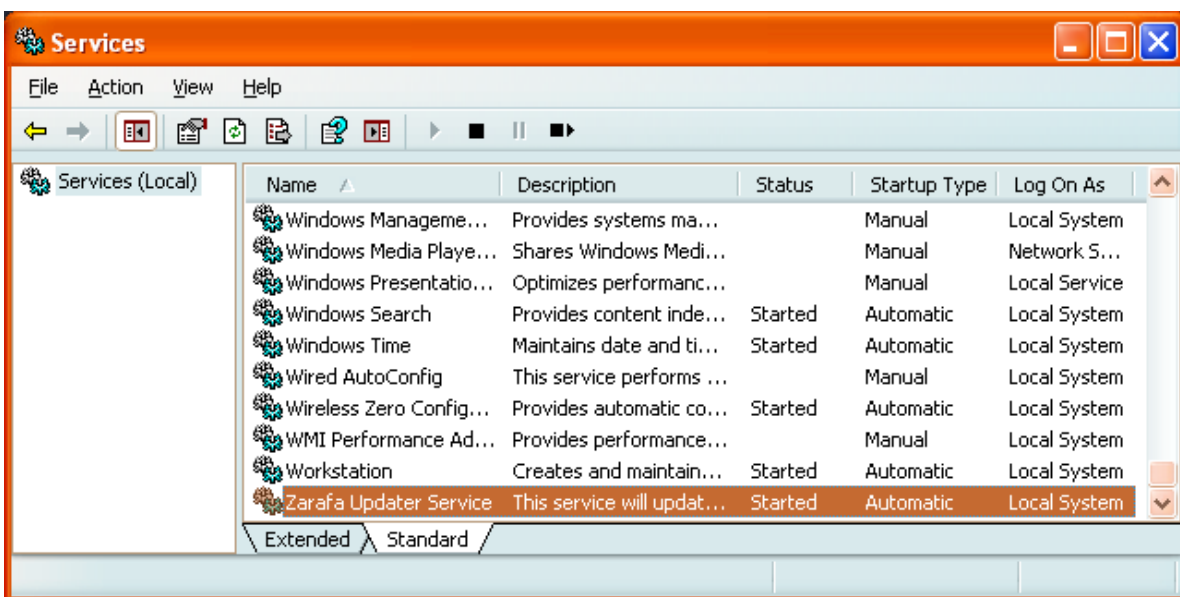 Services
File Action View Help
Services (Local)
Name Description Status Startup Type Log On As
Windows Manageme... Provides systems ma... Manual Local System
Windows Media Playe... Shares Windows Medi... Manual Network S...
Windows Presentatio... Optimizes performanc... Manual Local Service
Windows Search Provides content inde... Started Automatic Local System
Windows Time Maintains date and ti... Started Automatic Local System
Wired AutoConfig This service performs ... Manual Local System
Wireless Zero Config... Provides automatic co... Started Automatic Local System
WMI Performance Ad... Provides performance... Manual Local System
Workstation Creates and maintain... Started Automatic Local System
Zarafa Updater Service This service will updat... Started Automatic Local System
Extended Standard